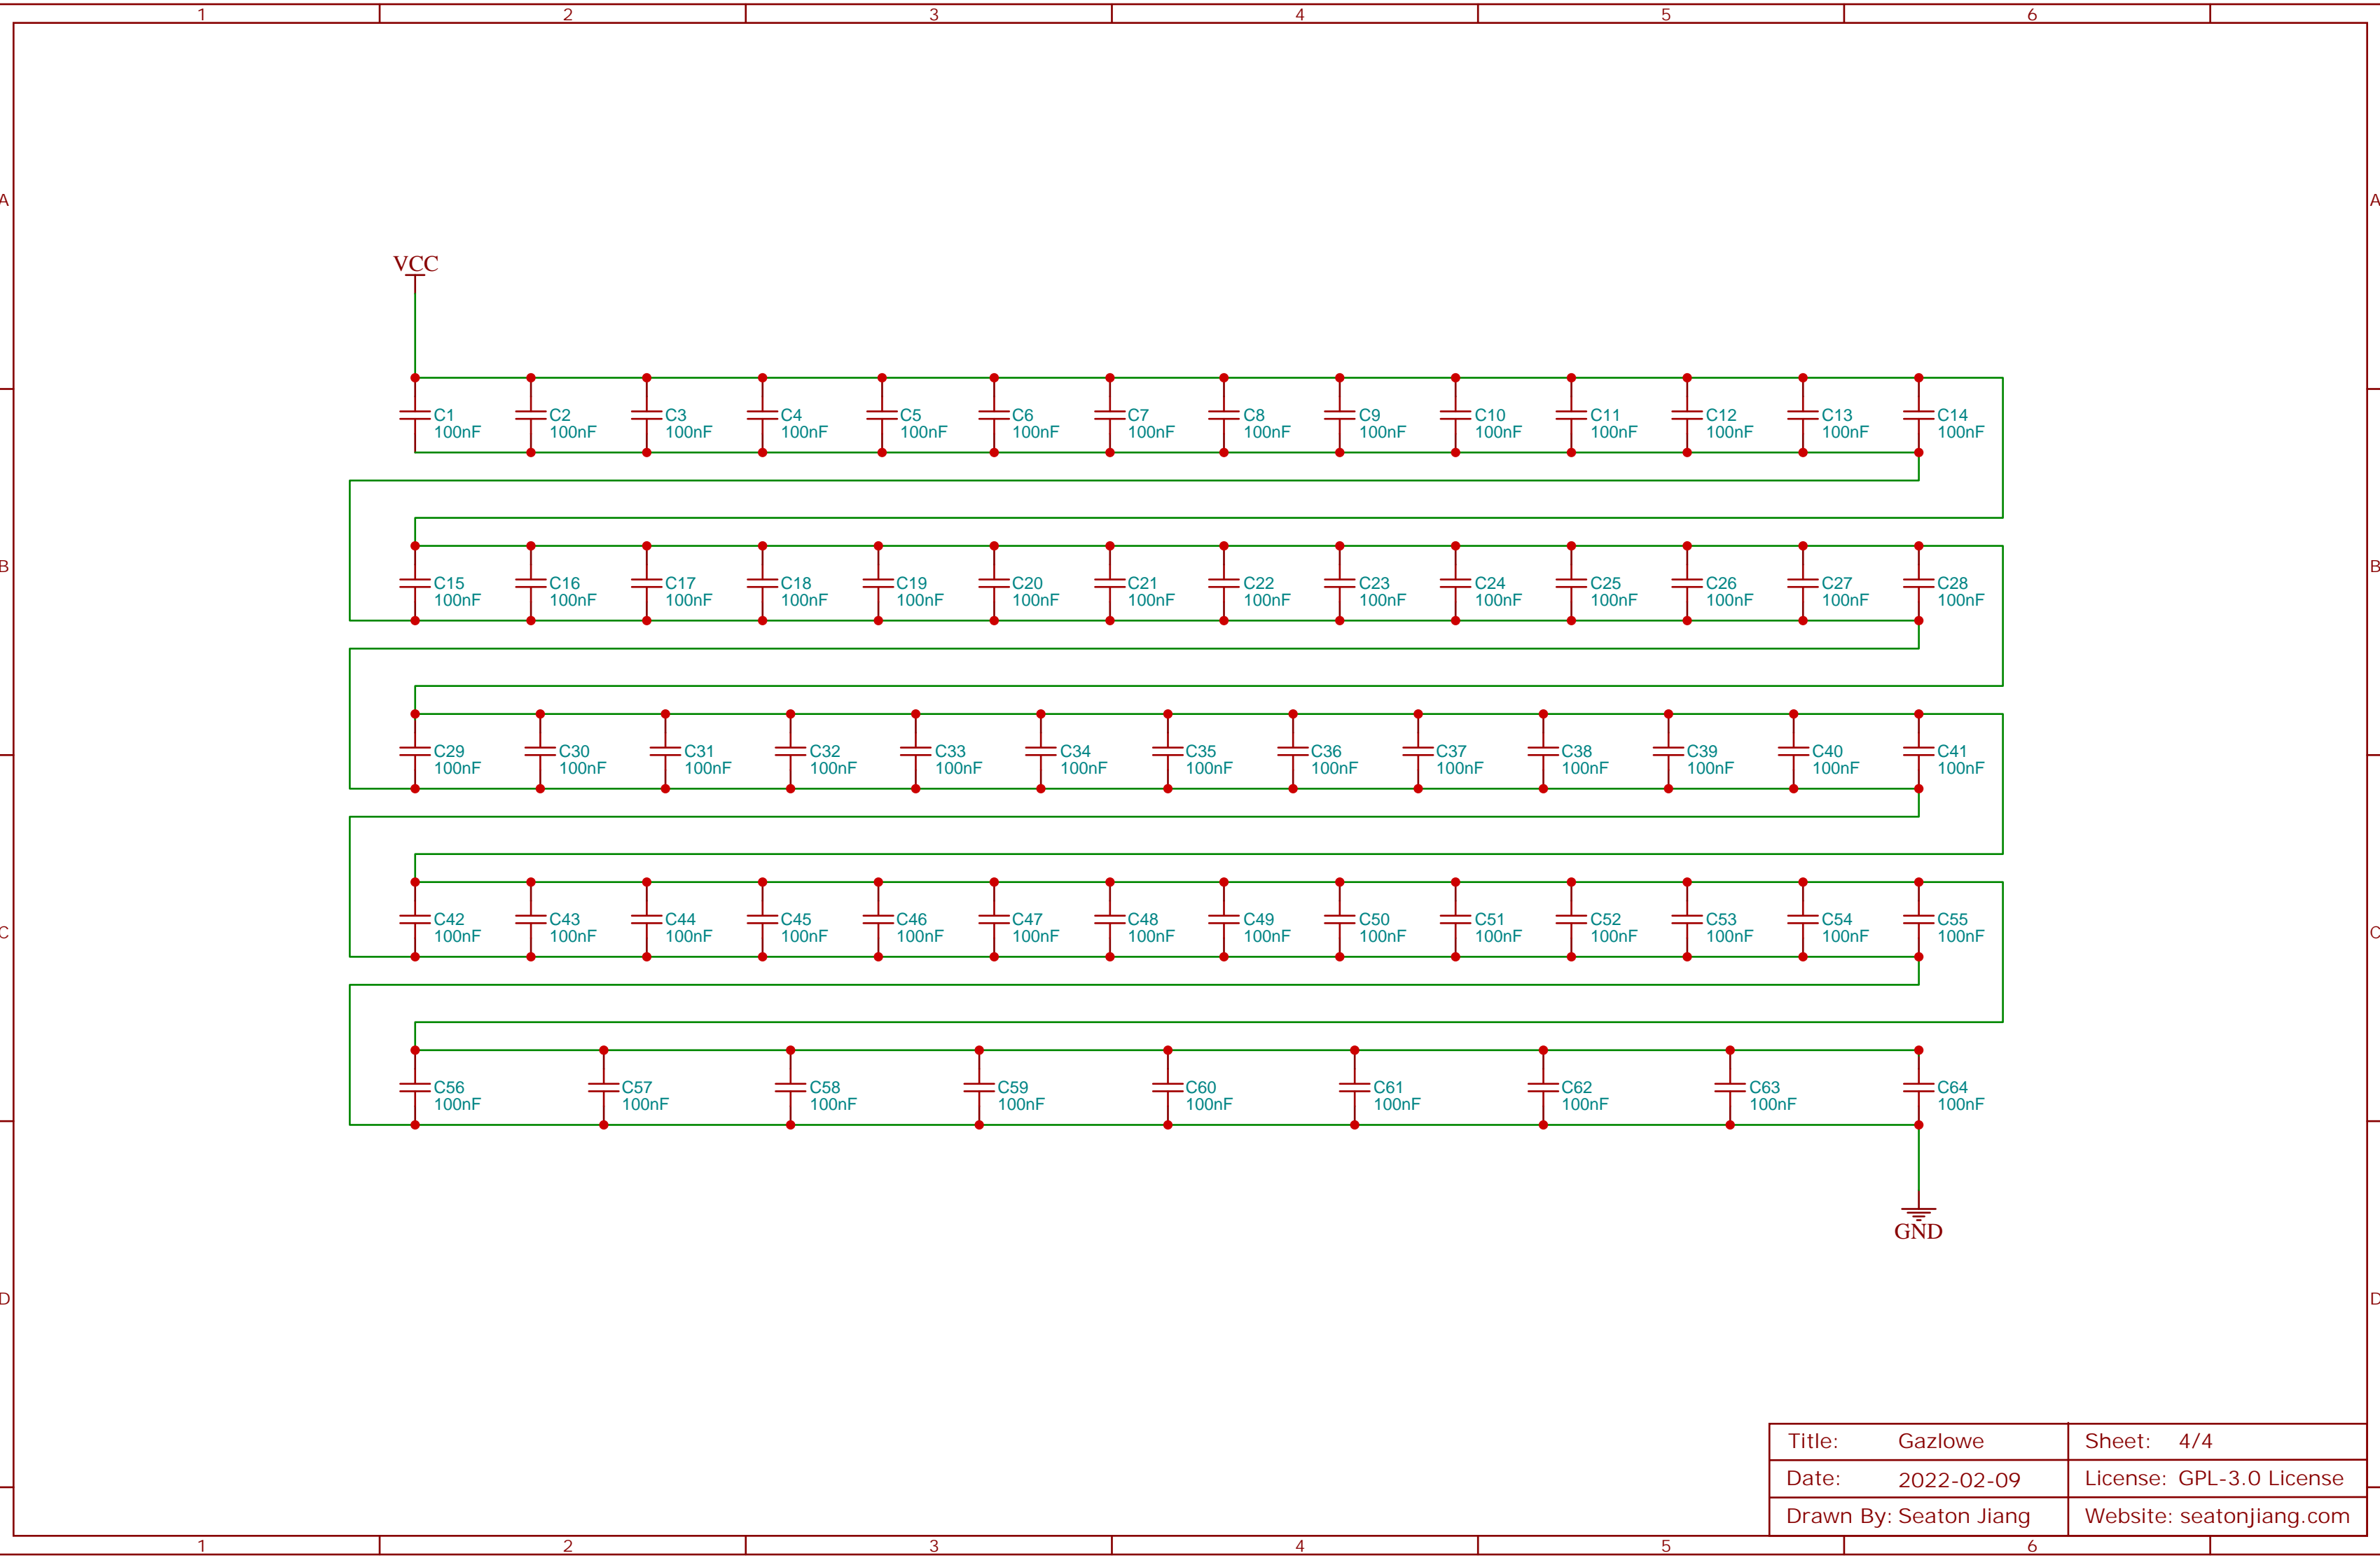 1 2 3 4 5 6
A A
VCC
C1 C2 C3 C4 C5 C6 C7 C8 C9 C10 C11 C12 C13 C14
100nF 100nF 100nF 100nF 100nF 100nF 100nF 100nF 100nF 100nF 100nF 100nF 100nF 100nF
B B
C15 C16 C17 C18 C19 C20 C21 C22 C23 C24 C25 C26 C27 C28
100nF 100nF 100nF 100nF 100nF 100nF 100nF 100nF 100nF 100nF 100nF 100nF 100nF 100nF
C29 C30 C31 C32 C33 C34 C35 C36 C37 C38 C39 C40 C41
100nF 100nF 100nF 100nF 100nF 100nF 100nF 100nF 100nF 100nF 100nF 100nF 100nF
C42 C43 C44 C45 C46 C47 C48 C49 C50 C51 C52 C53 C54 C55
C C
100nF 100nF 100nF 100nF 100nF 100nF 100nF 100nF 100nF 100nF 100nF 100nF 100nF 100nF
C56 C57 C58 C59 C60 C61 C62 C63 C64
100nF 100nF 100nF 100nF 100nF 100nF 100nF 100nF 100nF
GND
D D
Title: Gazlowe Sheet: 4/4
Date: 2022-02-09 License: GPL-3.0 License
Drawn By: Seaton Jiang Website: seatonjiang.com
1 2 3 4 5 6